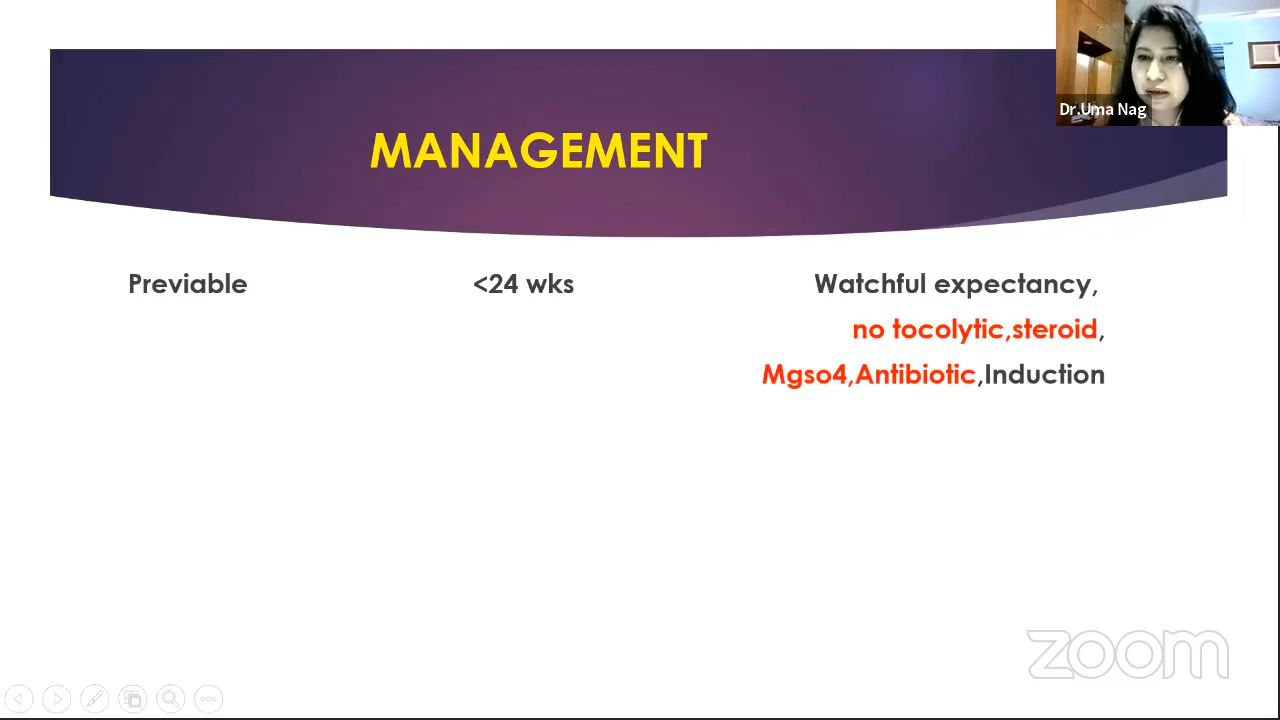 Dr.Uma Nag
MANAGEMENT
Previable <24 wks Watchful expectancy,
no tocolytic,steroid,
Mgso4,Antibiotic,Induction
zoom